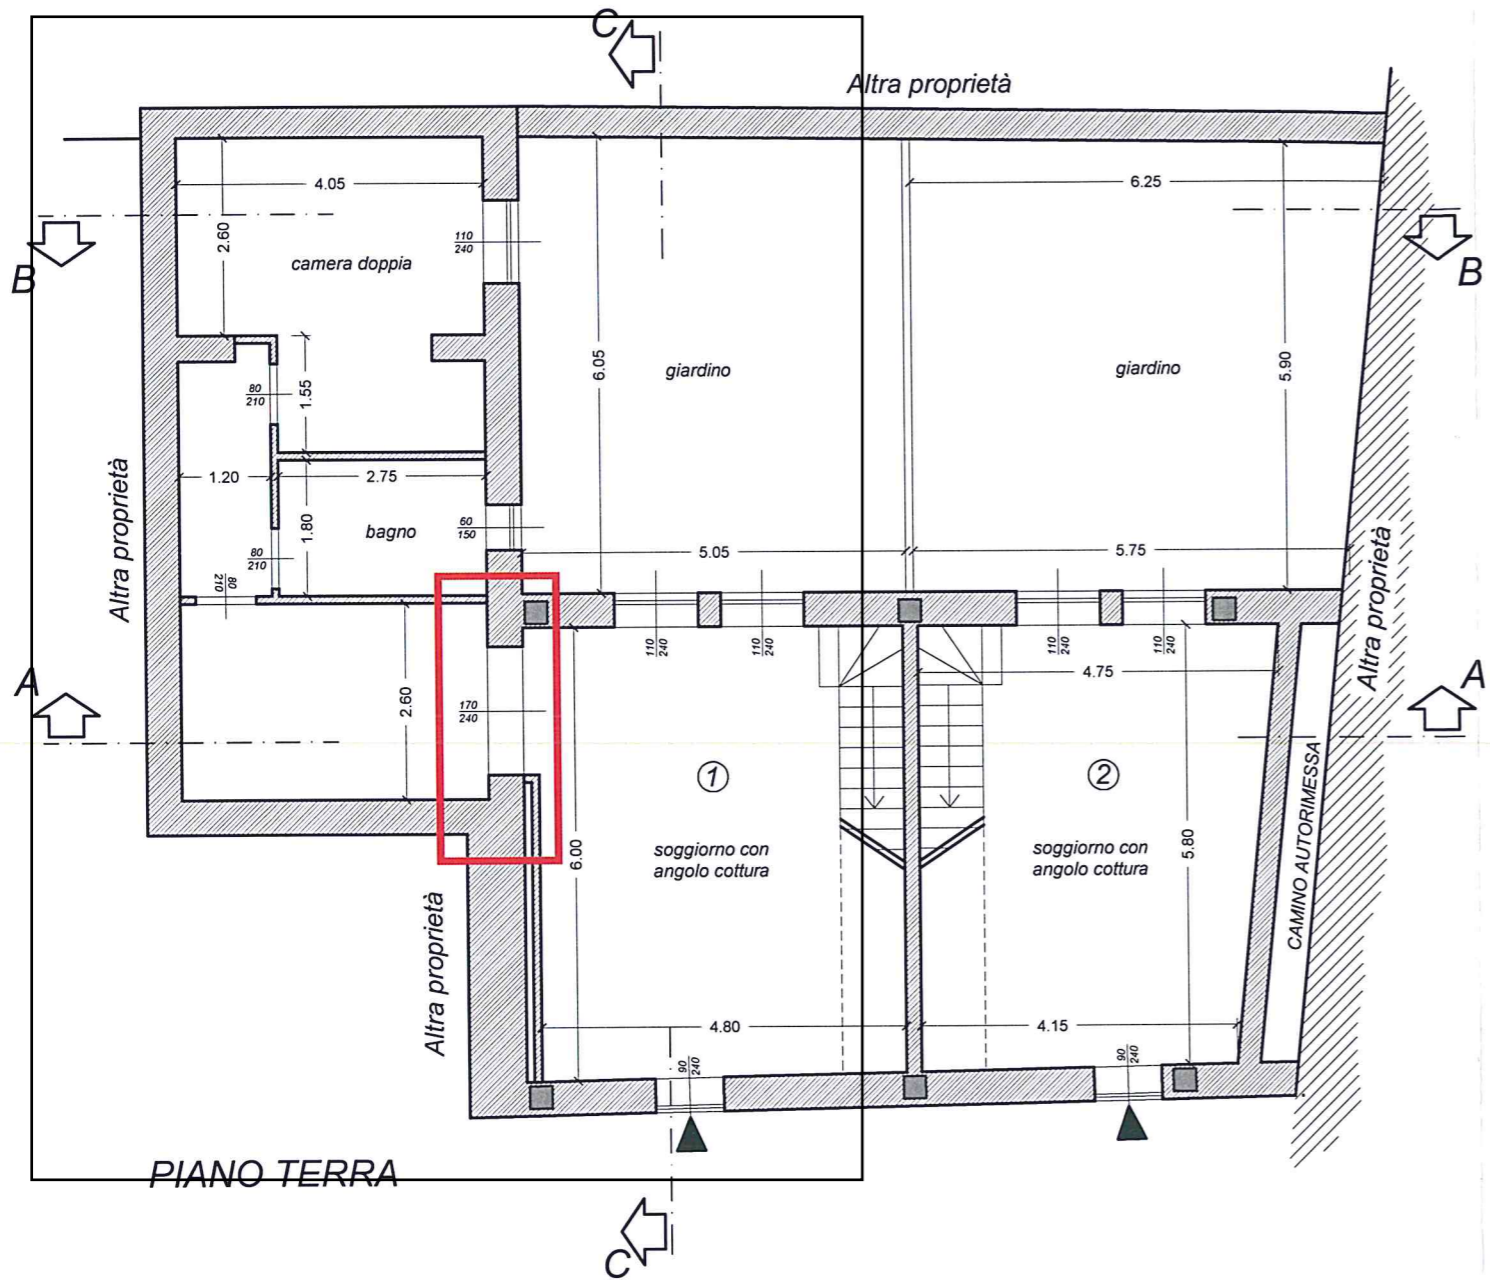 C
Altra proprietà
4.05
6.25
2.60
B
110
240
camera doppia
B
6.05
giardino
giardino
5.90
80
210
1.55
1.20
2.75
Altra proprietà
1.80
bagno
60
150
5.05
5.75
Altra proprietà
80
210
80
210
110
240
110
240
110
240
110
240
4.75
A
2.60
170
240
A
1
2
CAMINO AUTORIMESSA
6.00
soggiorno con
angolo cottura
soggiorno con
angolo cottura
5.80
Altra proprietà
4.80
4.15
90
240
90
240
PIANO TERRA
C